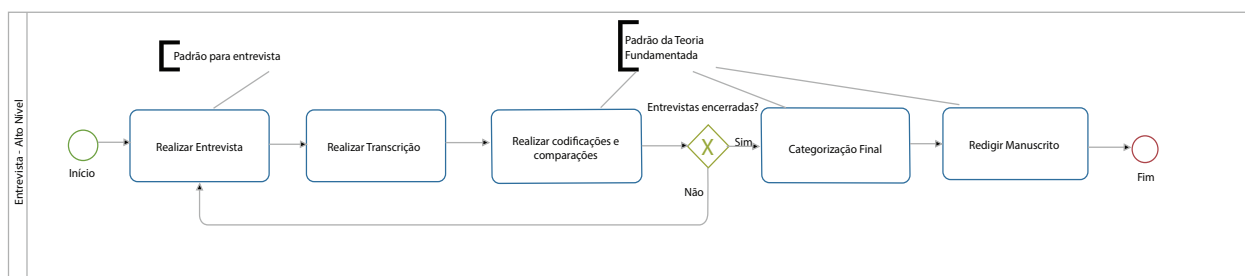 Entrevista - Alto Nivel
Padrão para entrevista
Padrão da Teoria
Fundamentada
Início
Realizar Entrevista
Realizar Transcrição
Realizar codificações e
comparações
Entrevistas encerradas?
X
Sim
Não
Categorização Final
Redigir Manuscrito
Fim